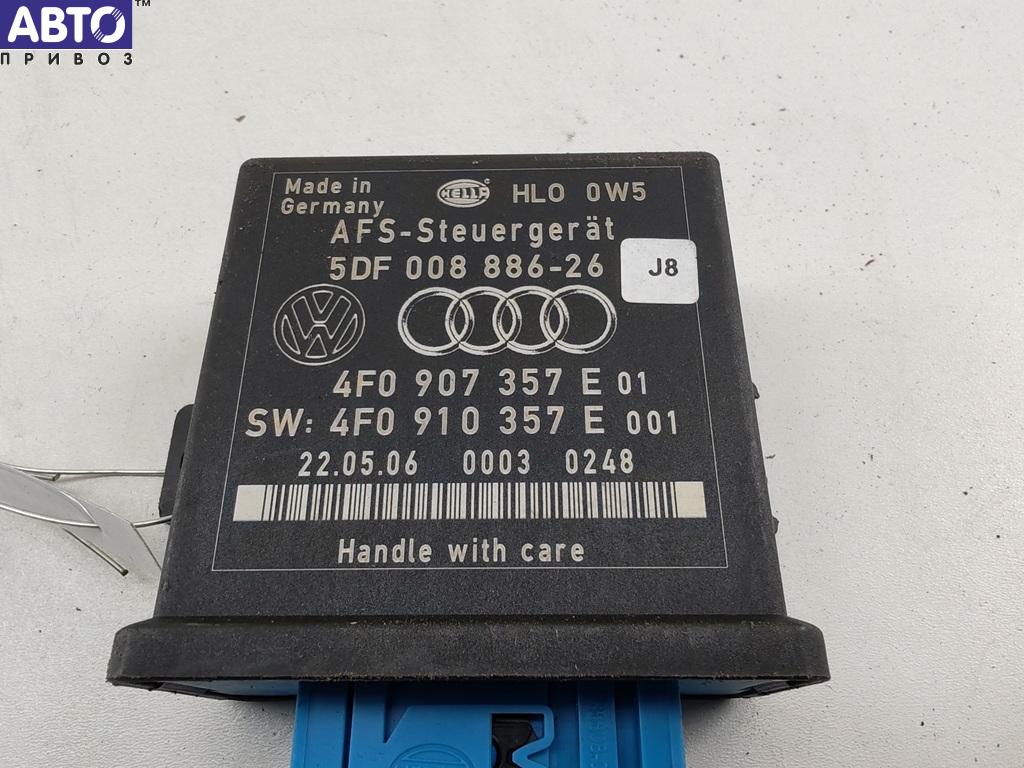 АВТО™
ПРИВОЗ
Made in
Germany
HELLA HLO 0W5
AFS-Steuergerät
5DF 008 886-26
J8
4F0 907 357 E 01
SW: 4F0 910 357 E 001
22.05.06 0003 0248
Handle with care